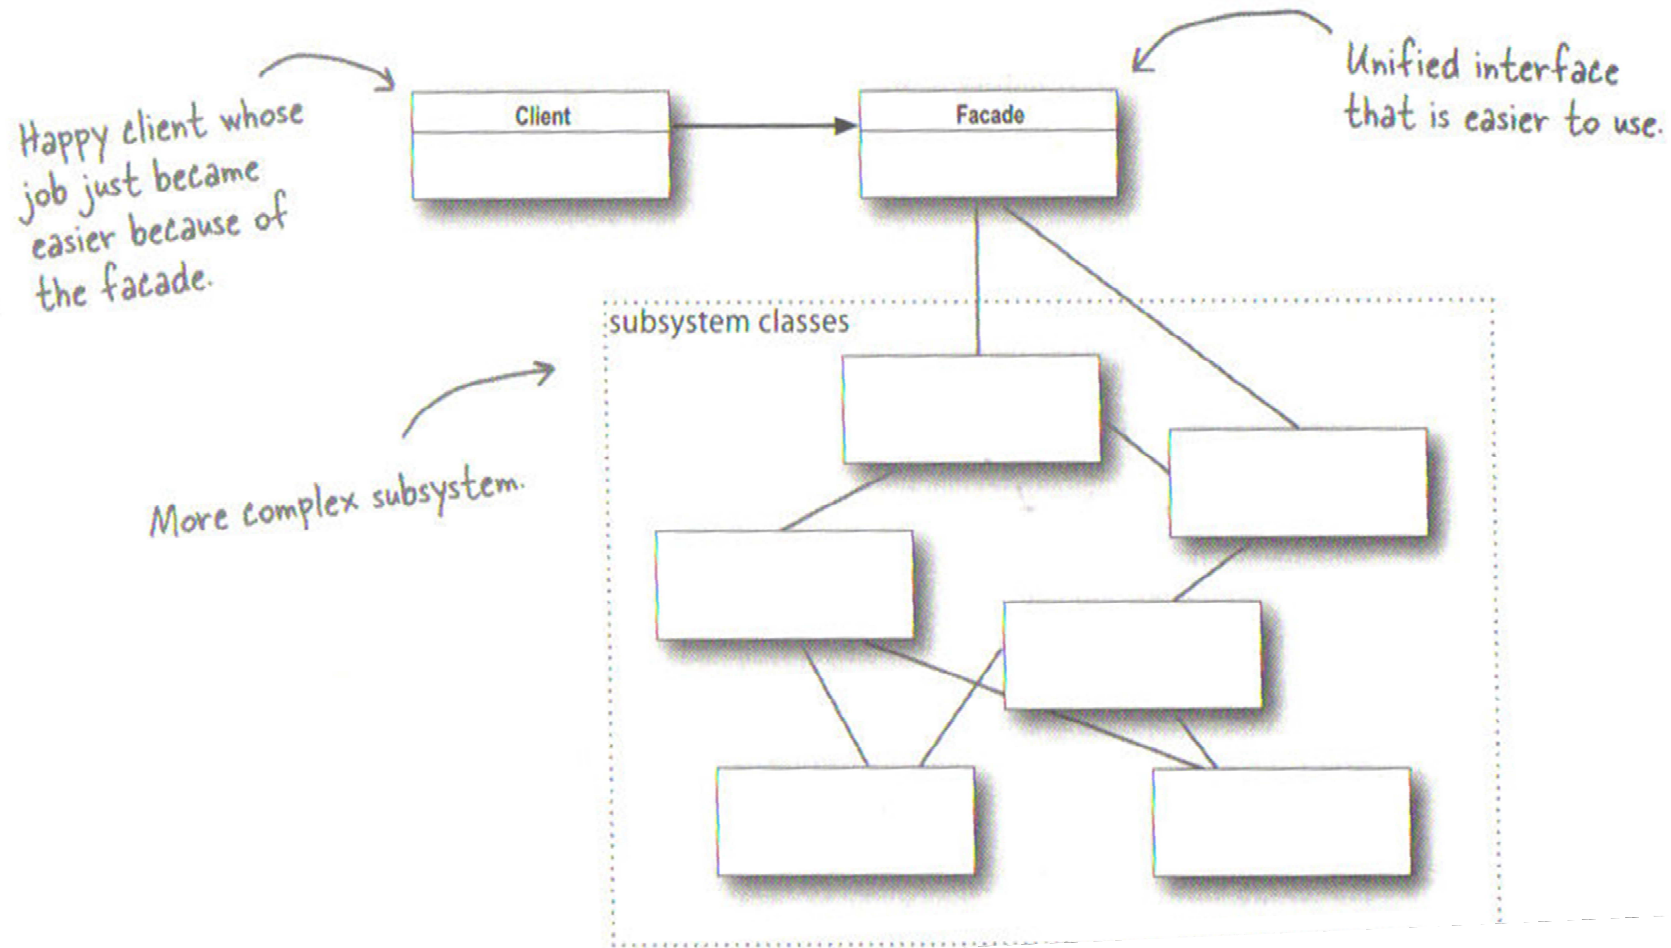 Happy client whose
job just became
easier because of
the facade.
Client
Facade
Unified interface
that is easier to use.
subsystem classes
More complex subsystem.